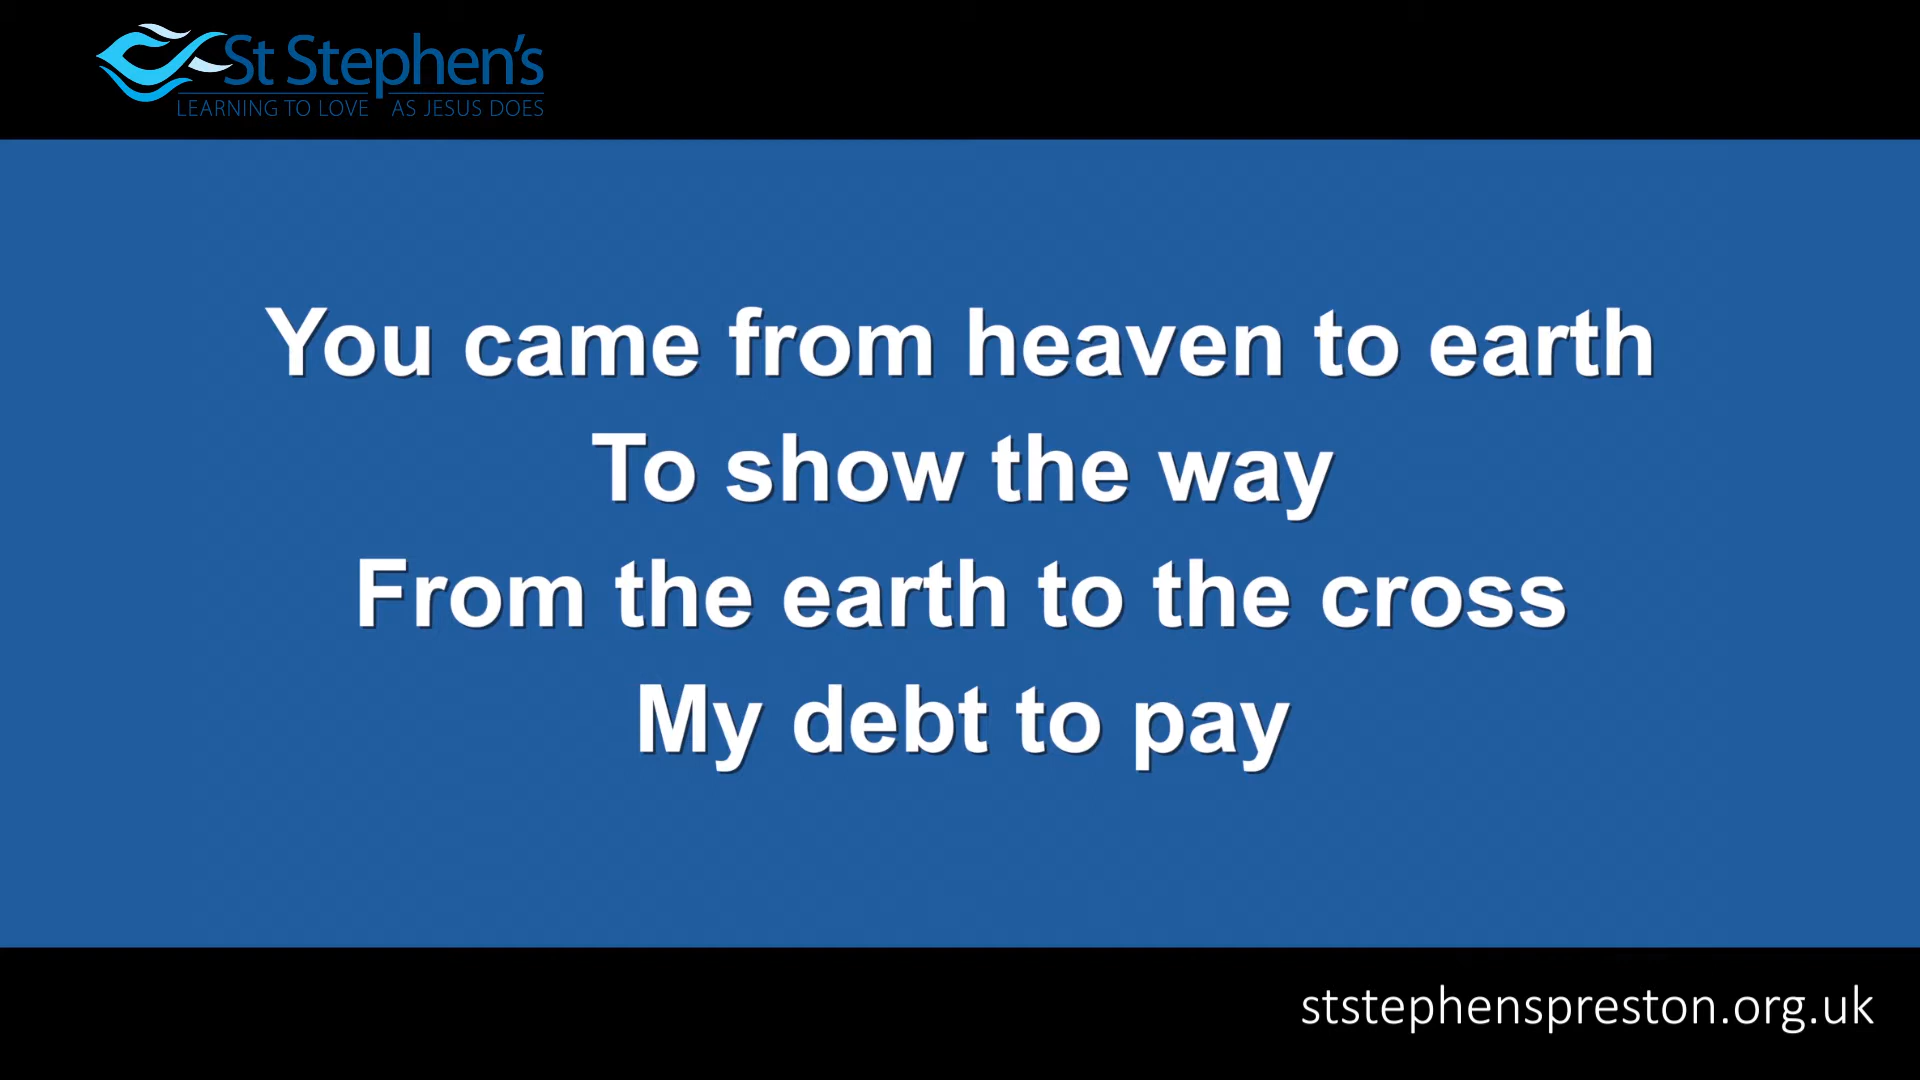 St Stephen's
LEARNING TO LOVE AS JESUS DOES
You came from heaven to earth
To show the way
From the earth to the cross
My debt to pay
ststephenspreston.org.uk